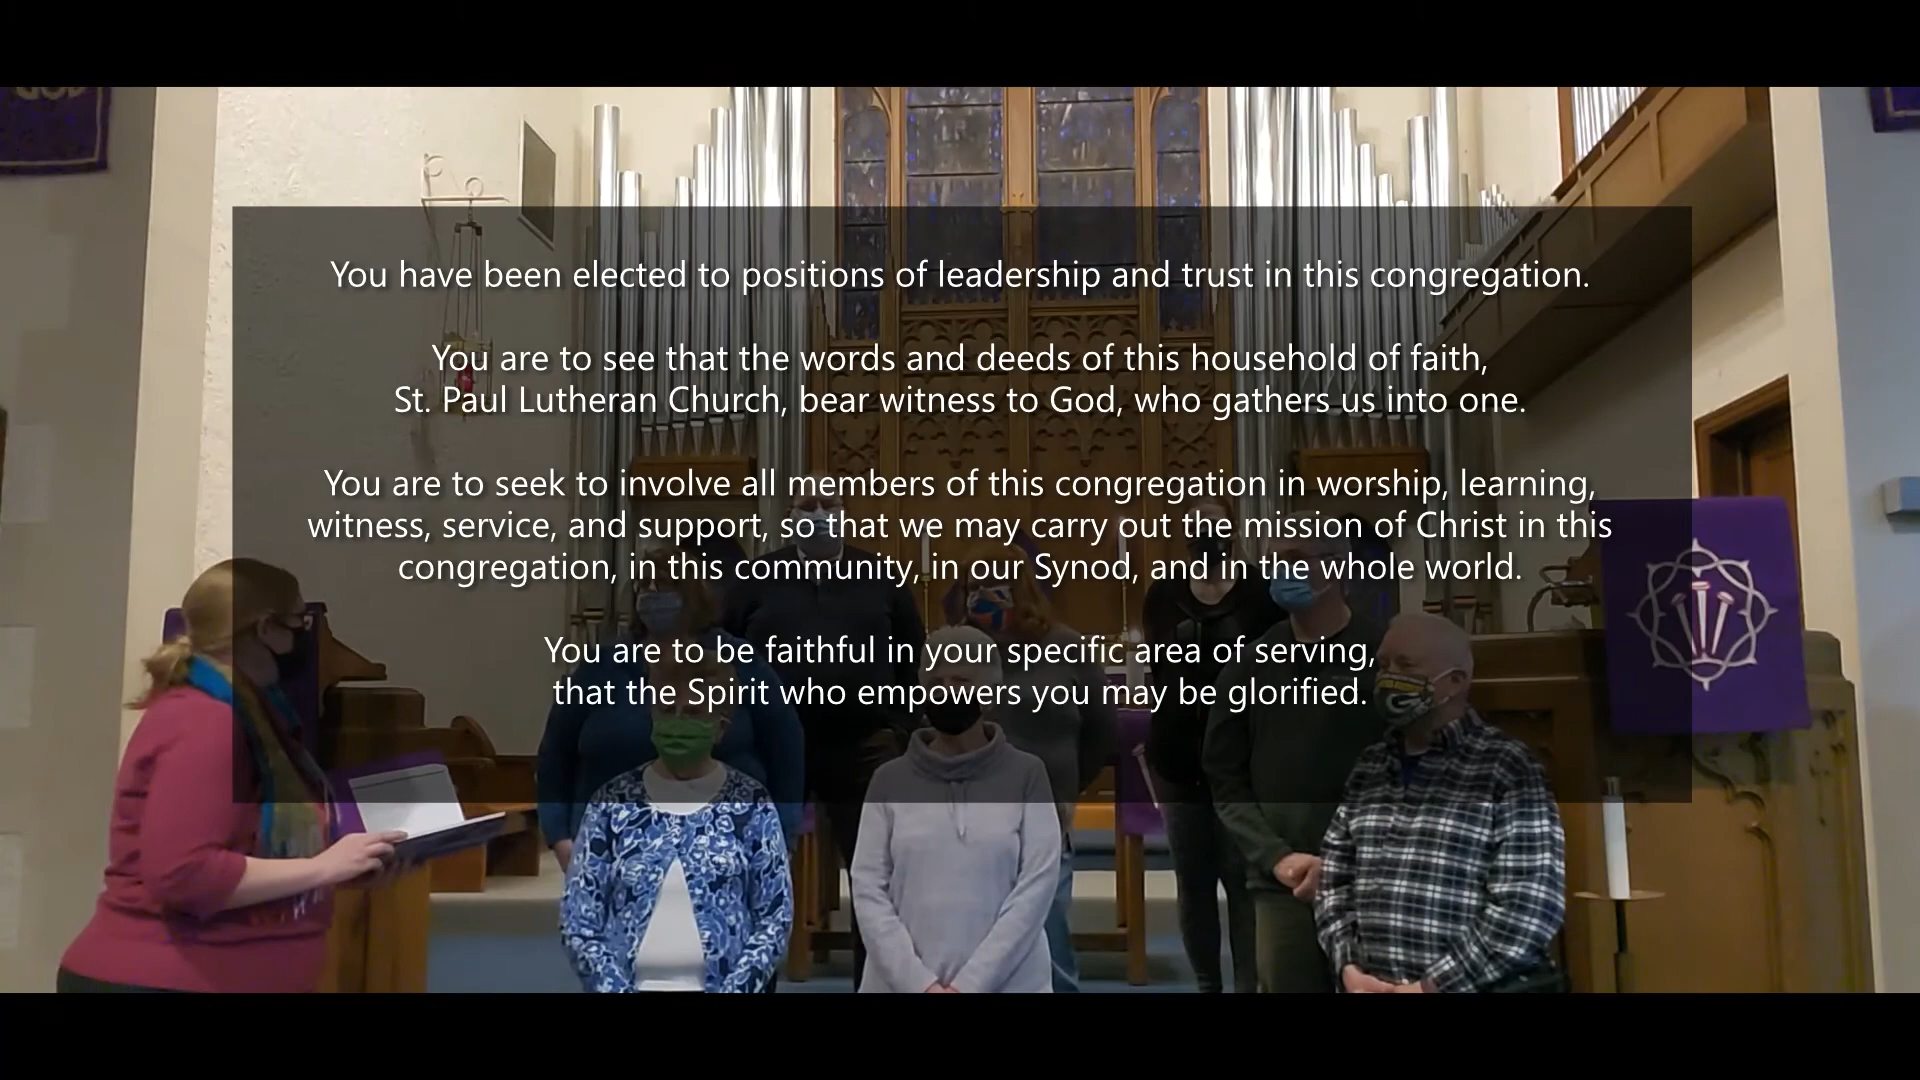 GOD
You have been elected to positions of leadership and trust in this congregation.
You are to see that the words and deeds of this household of faith,
St. Paul Lutheran Church, bear witness to God, who gathers us into one.
You are to seek to involve all members of this congregation in worship, learning,
witness, service, and support, so that we may carry out the mission of Christ in this
congregation, in this community, in our Synod, and in the whole world.
You are to be faithful in your specific area of serving,
that the Spirit who empowers you may be glorified.
G